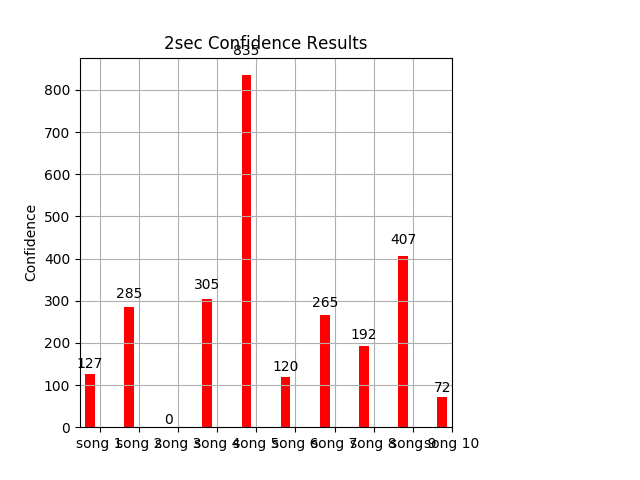 2sec Confidence Results
835
800
700
600
500
400
300
200
100
0
Confidence
127
285
0
305
120
265
192
407
72
song 1
song 2
song 3
song 4
song 5
song 6
song 7
song 8
song 9
song 10